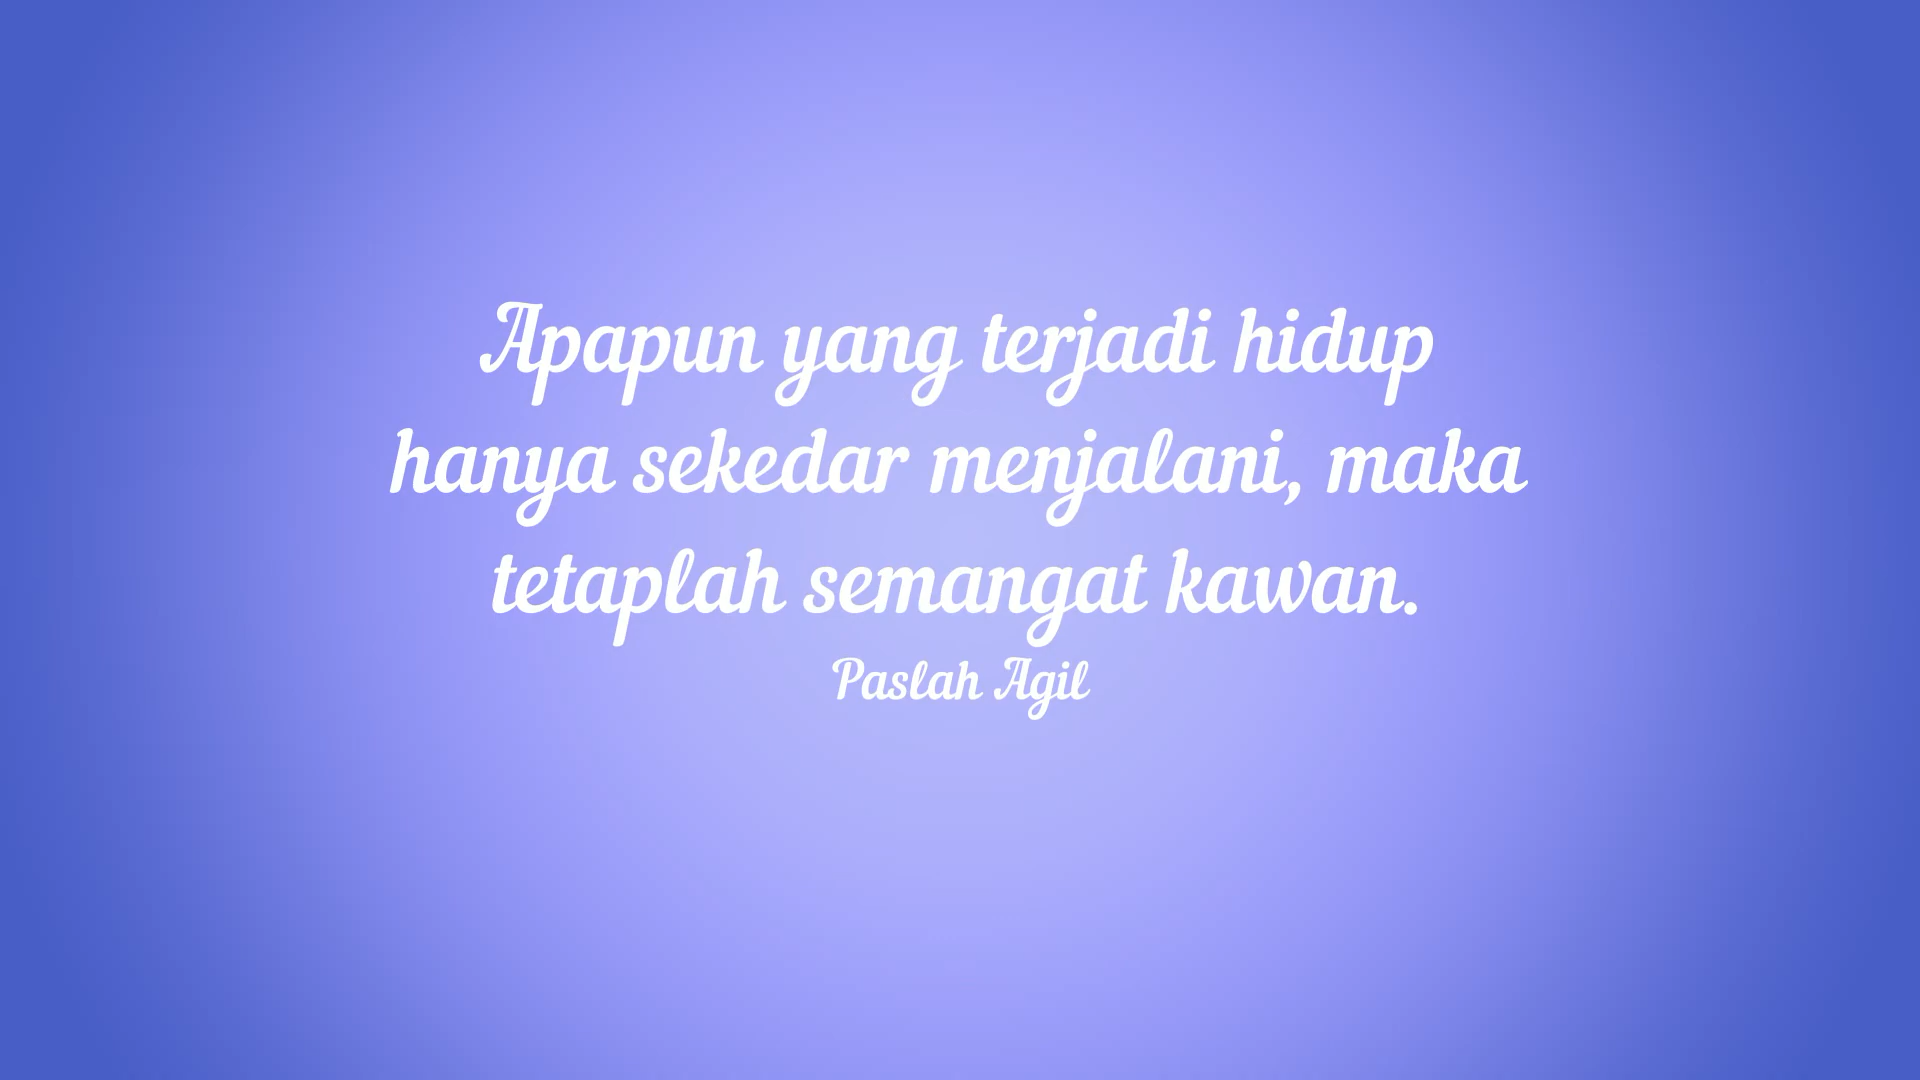 Apapun yang terjadi hidup
hanya sekedar menjalani, maka
tetaplah semangat kawan.
Paslah Agil